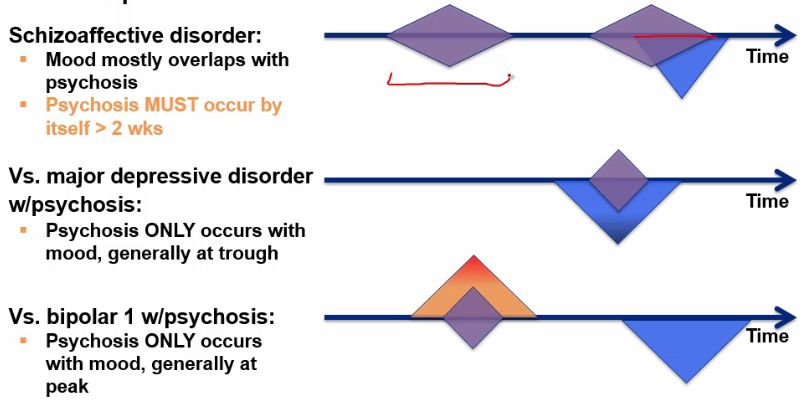 Schizoaffective disorder:
▪ Mood mostly overlaps with
psychosis
▪ Psychosis MUST occur by
itself > 2 wks
Time
Vs. major depressive disorder
w/psychosis:
▪ Psychosis ONLY occurs with
mood, generally at trough
Time
Vs. bipolar 1 w/psychosis:
▪ Psychosis ONLY occurs
with mood, generally at
peak
Time